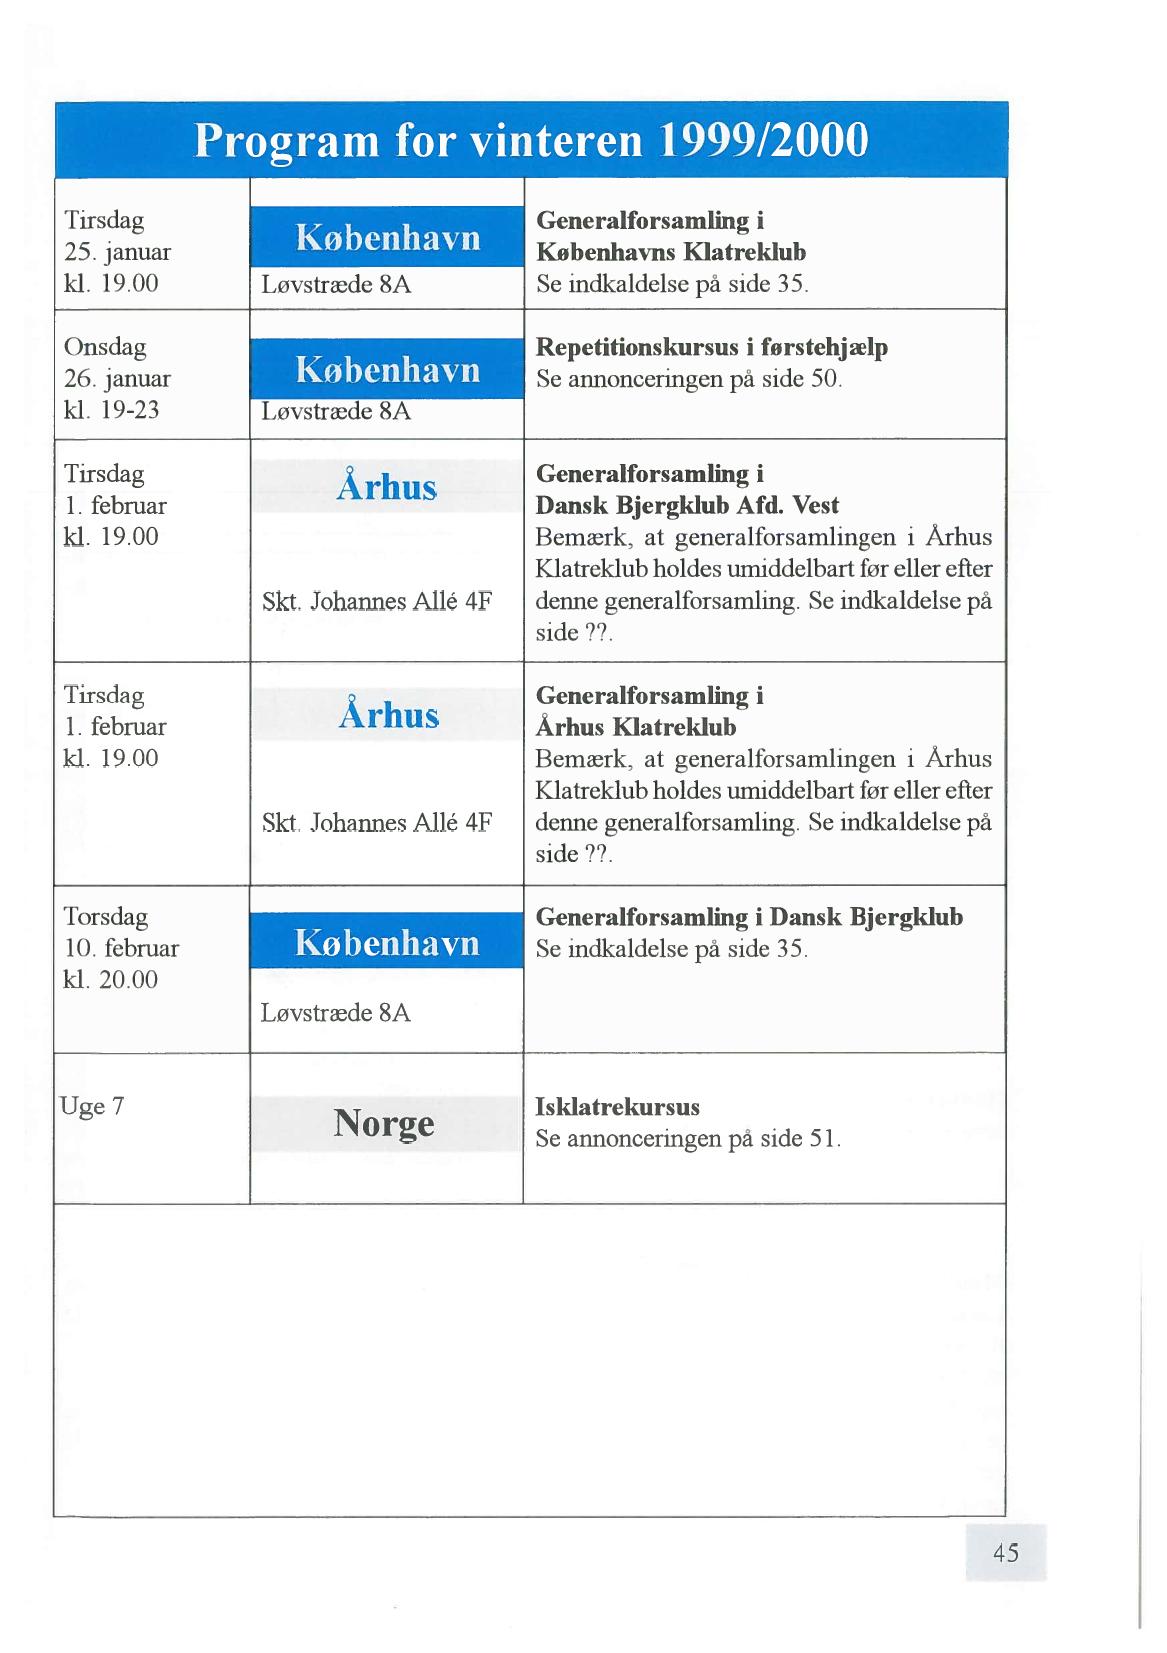 Program for vinteren 1999/2000
Tirsdag
25. januar
kl. 19.00
København
Løvstræde 8A
Generalforsamling i
Københavns Klatreklub
Se indkaldelse på side 35.
Onsdag
26. januar
kl. 19-23
København
Løvstræde 8A
Repetitionskursus i førstehjælp
Se annonceringen på side 50.
Tirsdag
1. februar
kl. 19.00
Århus
Skt. Johannes Allé 4F
Generalforsamling i
Dansk Bjergklub Afd. Vest
Bemærk, at generalforsamlingen i Århus
Klatreklub holdes umiddelbart før eller efter
denne generalforsamling. Se indkaldelse på
side ??.
Tirsdag
1. februar
kl. 19.00
Århus
Skt. Johannes Allé 4F
Generalforsamling i
Århus Klatreklub
Bemærk, at generalforsamlingen i Århus
Klatreklub holdes umiddelbart før eller efter
denne generalforsamling. Se indkaldelse på
side ??.
Torsdag
10. februar
kl. 20.00
København
Løvstræde 8A
Generalforsamling i Dansk Bjergklub
Se indkaldelse på side 35.
Uge 7
Norge
Isklatrekursus
Se annonceringen på side 51.
45